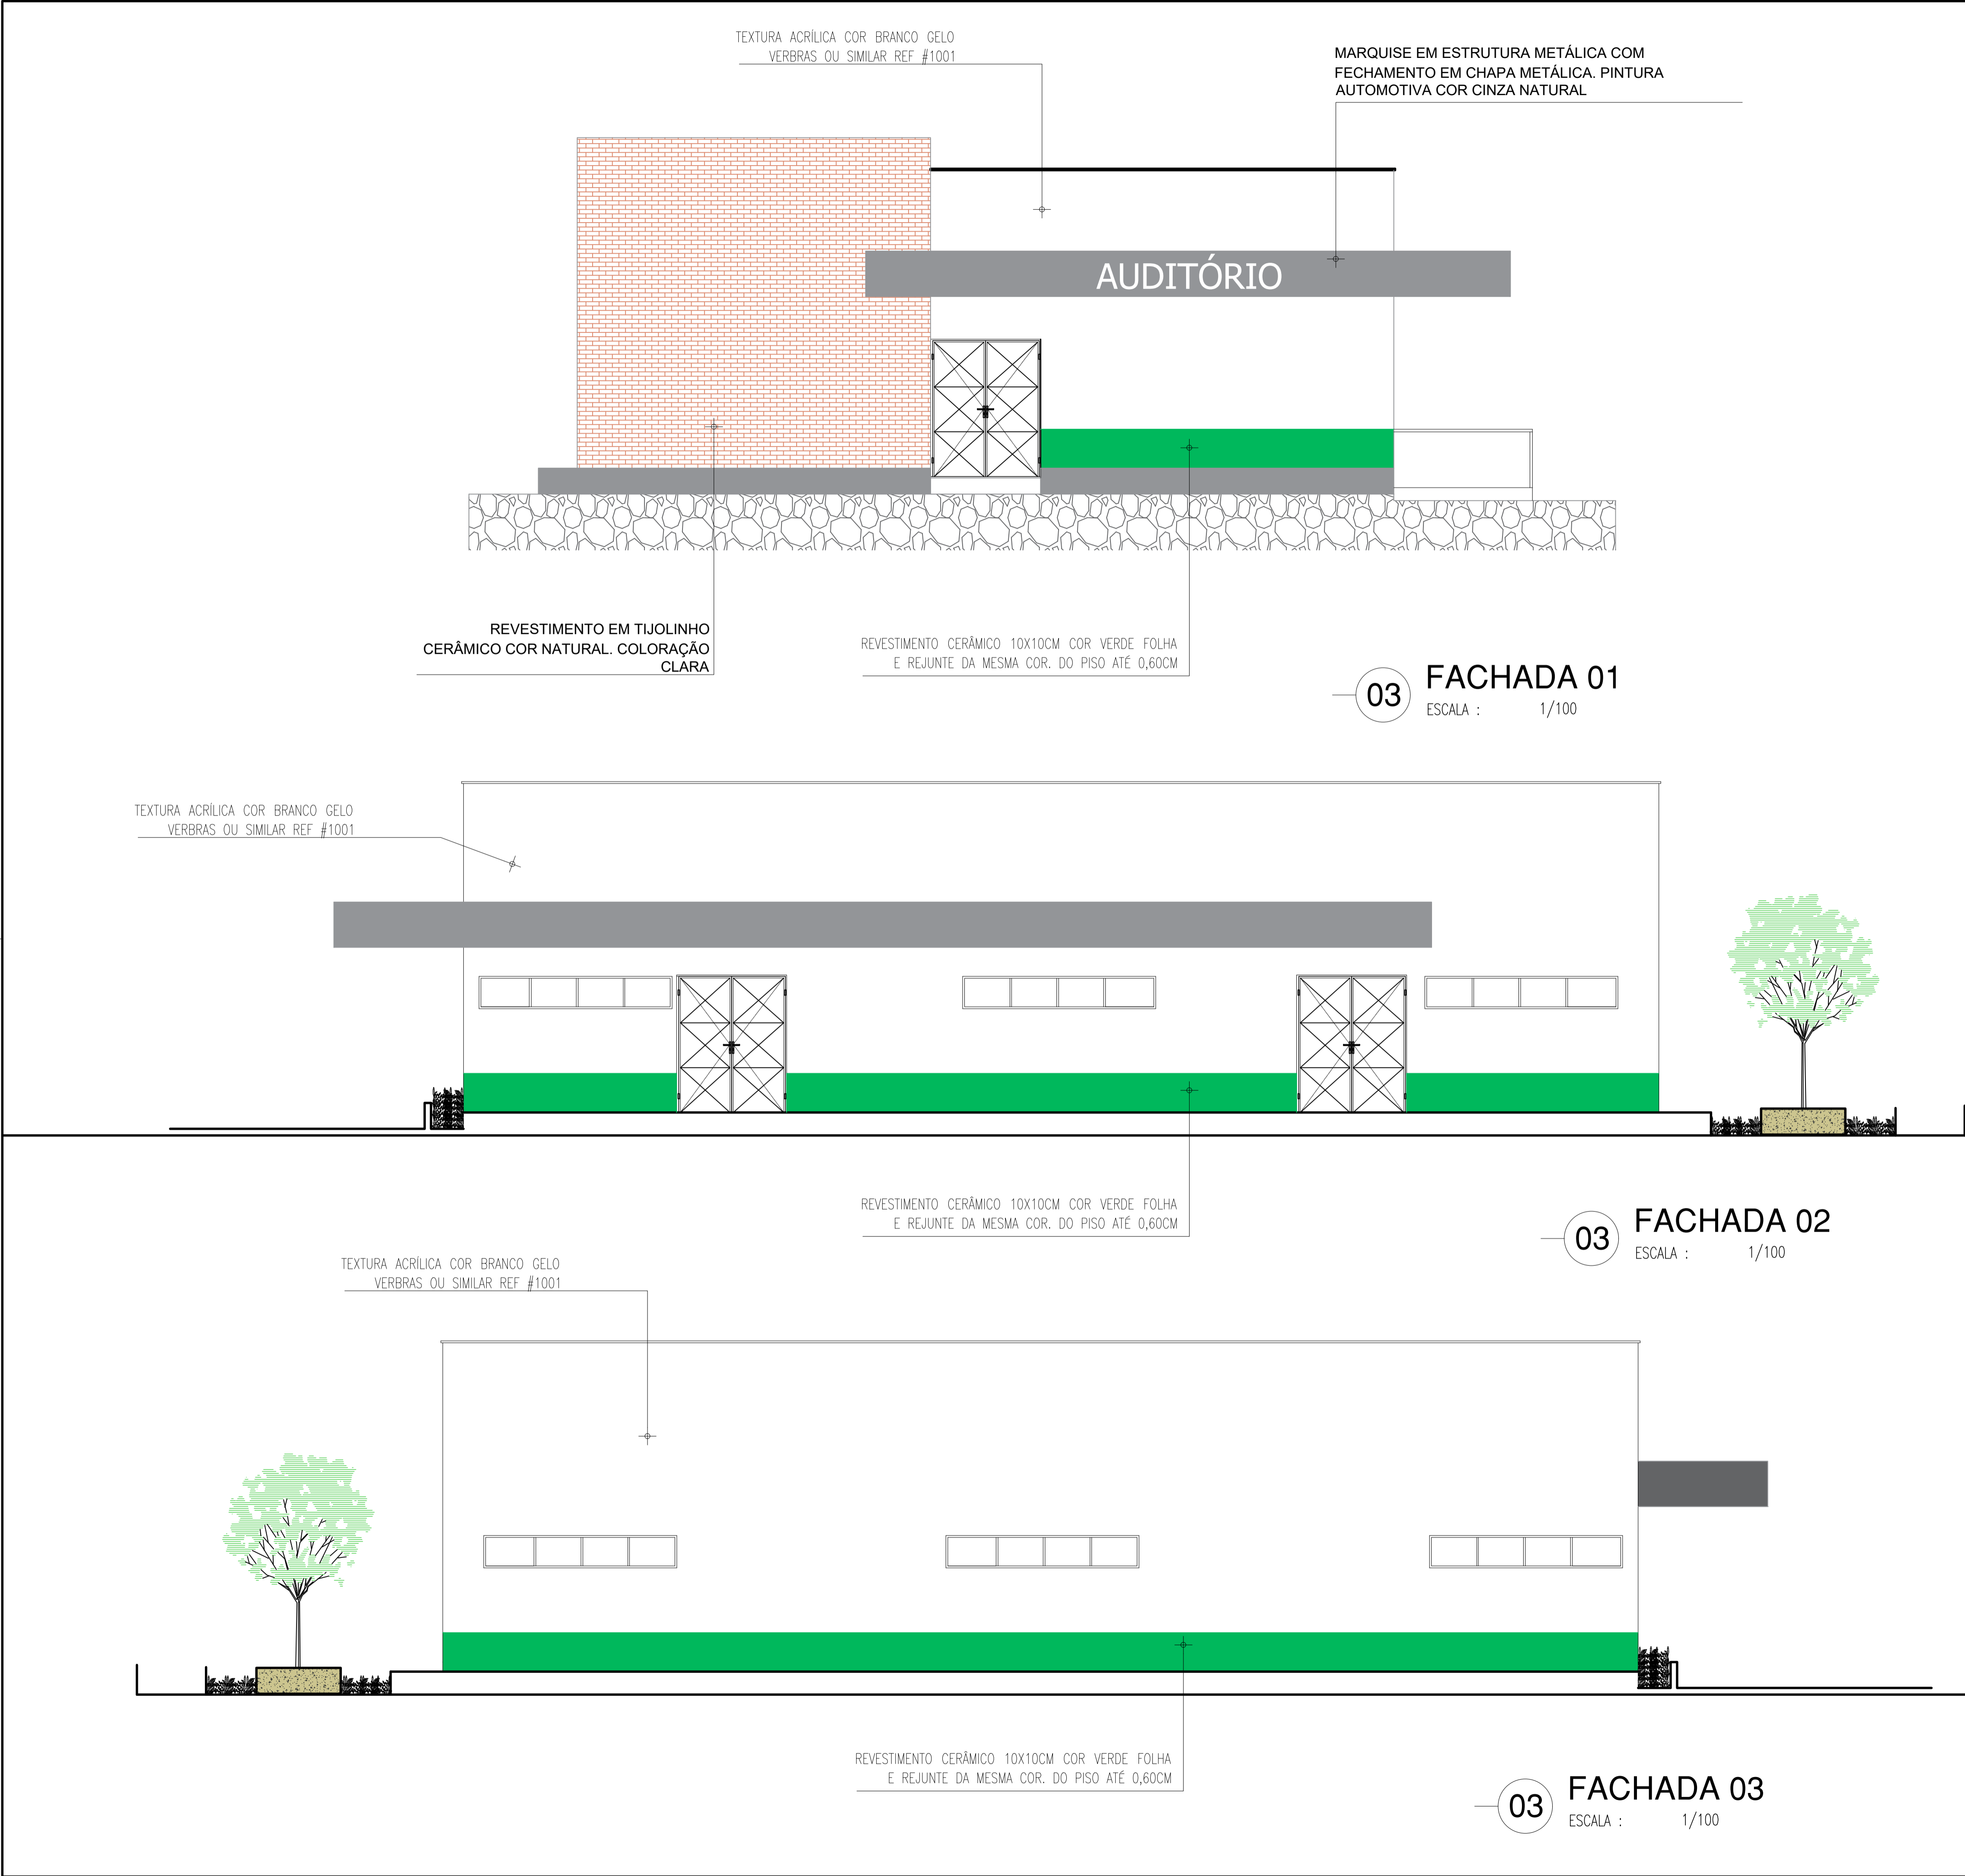 TEXTURA ACRÍLICA COR BRANCO GELO
VERBRAS OU SIMILAR REF #1001
MARQUISE EM ESTRUTURA METÁLICA COM
FECHAMENTO EM CHAPA METÁLICA. PINTURA
AUTOMOTIVA COR CINZA NATURAL
AUDITÓRIO
REVESTIMENTO EM TIJOLINHO
CERÂMICO COR NATURAL. COLORAÇÃO
CLARA
REVESTIMENTO CERÂMICO 10X10CM COR VERDE FOLHA
E REJUNTE DA MESMA COR. DO PISO ATÉ 0,60CM
03 FACHADA 01
ESCALA : 1/100
TEXTURA ACRÍLICA COR BRANCO GELO
VERBRAS OU SIMILAR REF #1001
REVESTIMENTO CERÂMICO 10X10CM COR VERDE FOLHA
E REJUNTE DA MESMA COR. DO PISO ATÉ 0,60CM
03 FACHADA 02
ESCALA : 1/100
TEXTURA ACRÍLICA COR BRANCO GELO
VERBRAS OU SIMILAR REF #1001
REVESTIMENTO CERÂMICO 10X10CM COR VERDE FOLHA
E REJUNTE DA MESMA COR. DO PISO ATÉ 0,60CM
03 FACHADA 03
ESCALA : 1/100